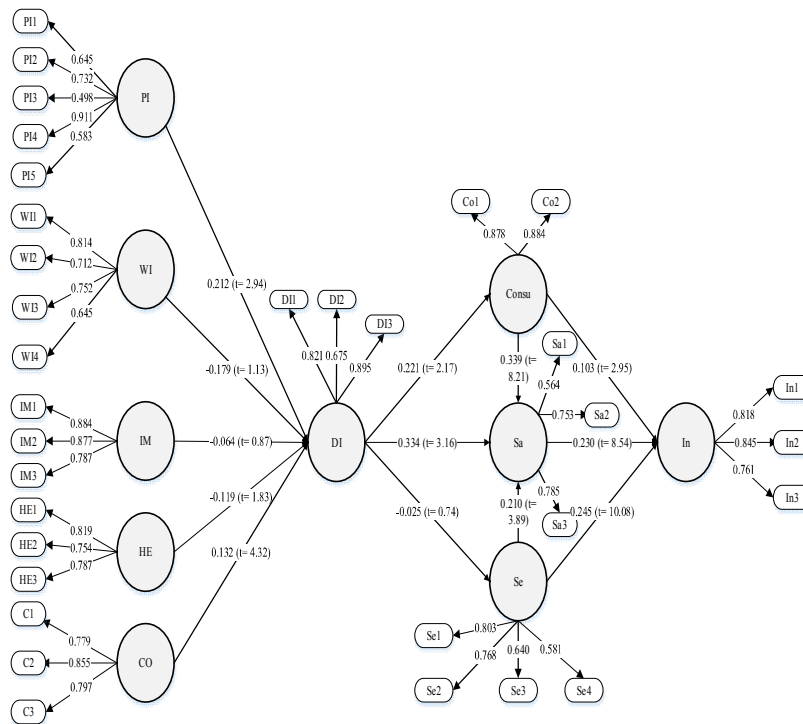 PI1
0.645
PI2
0.732
PI3
0.498
PI
PI4
0.911
PI5
0.583
WI1
0.814
WI2
0.712
WI
WI3
0.752
WI4
0.645
IM1
0.884
IM2
0.877
IM
IM3
0.787
HE1
0.819
HE2
0.754
HE
HE3
0.787
C1
0.779
C2
0.855
CO
C3
0.797
0.212 (t= 2.94)
-0.179 (t= 1.13)
-0.064 (t= 0.87)
-0.119 (t= 1.83)
0.132 (t= 4.32)
DI1
DI2
DI3
0.821
0.675
0.895
DI
0.221 (t= 2.17)
0.334 (t= 3.16)
-0.025 (t= 0.74)
Co1
Co2
0.878
0.884
Consu
0.339 (t=
8.21)
Sa1
0.564
0.753
Sa2
Sa
0.785
Sa3
0.210 (t=
3.89)
Se
Se1
0.803
Se2
0.768
Se3
0.640
Se4
0.581
0.103 (t= 2.95)
0.230 (t= 8.54)
0.245 (t= 10.08)
In
0.818
In1
0.845
In2
0.761
In3